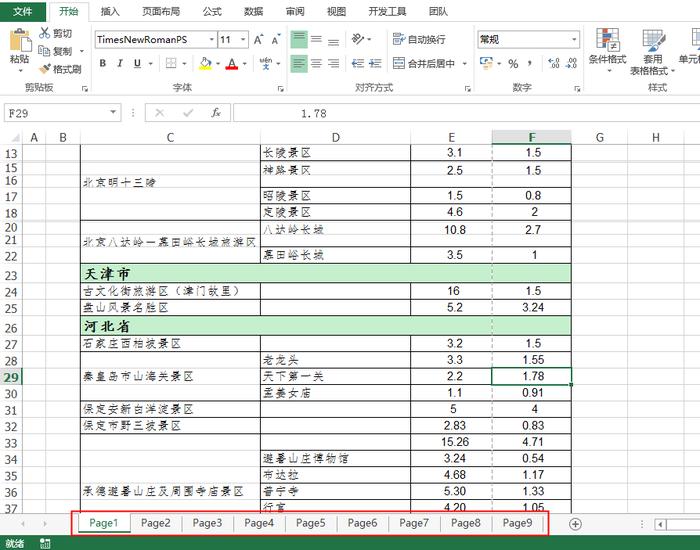 文件 开始 插入 页面布局 公式 数据 审阅 视图 开发工具 团队
粘贴 剪切 复制 格式刷
TimesNewRomanPS 11 A A
B I U A wén 文
自动换行
合并后居中
常规
% , .00
条件格式 套用 表格格式
剪贴板 字体 对齐方式 数字 样式
F29 fx 1.78
A B C D E F G H
13 长陵景区 3.1 1.5
15 神路景区 2.5 1.5
16 北京明十三陵
17 昭陵景区 1.5 0.8
18 定陵景区 4.6 2
20 八达岭长城 10.8 2.7
21 北京八达岭—慕田峪长城旅游区
22 慕田峪长城 3.5 1
23 天津市
24 古文化街旅游区（津门故里） 16 1.5
25 盘山风景名胜区 5.2 3.24
26 河北省
27 石家庄西柏坡景区 3.2 1.5
28 老龙头 3.3 1.55
29 秦皇岛市山海关景区 天下第一关 2.2 1.78
30 孟姜女庙 1.1 0.91
31 保定安新白洋淀景区 5 4
32 保定市野三坡景区 2.83 0.83
33 15.26 4.71
34 避暑山庄博物馆 3.24 0.54
35 布达拉 4.68 1.17
36 承德避暑山庄及周围寺庙景区 普宁寺 5.30 1.33
37 行宫 4.20 1.05
Page1 Page2 Page3 Page4 Page5 Page6 Page7 Page8 Page9
就绪